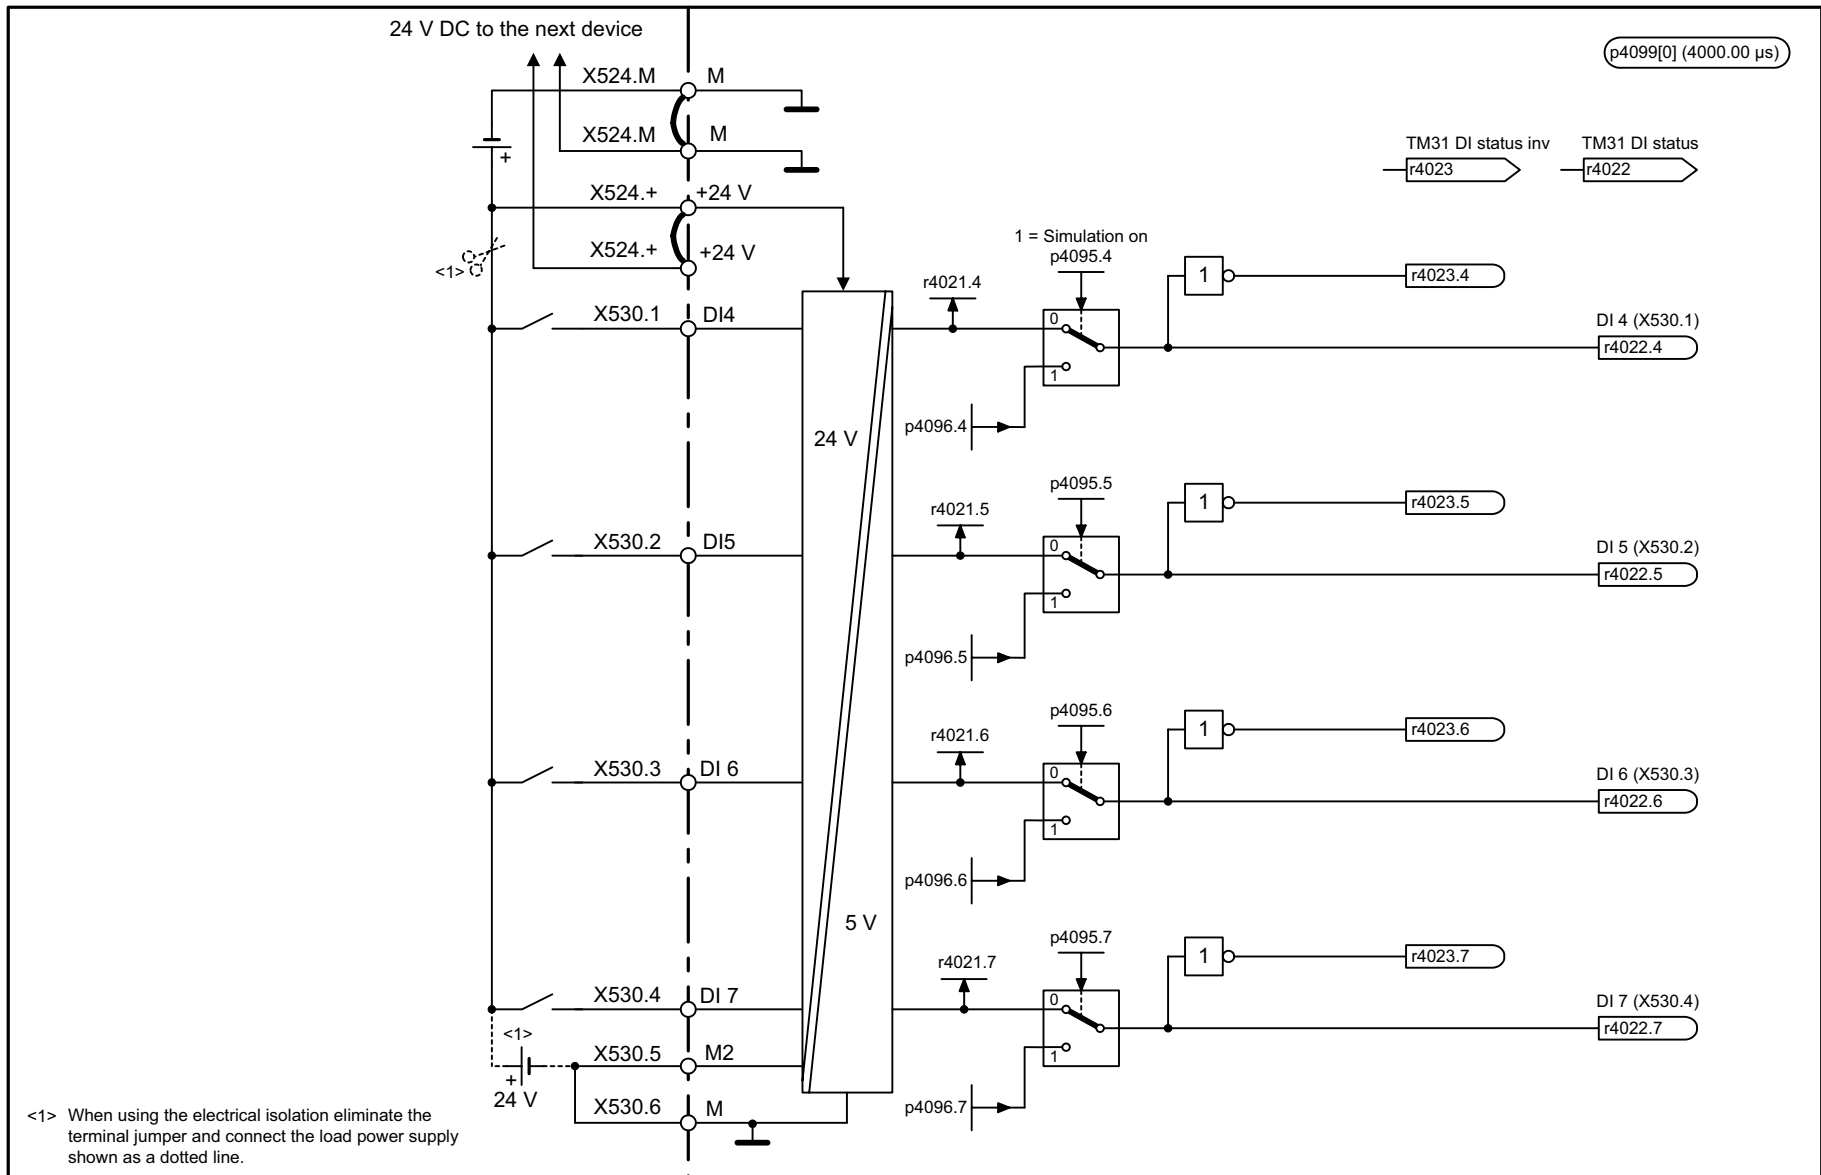 24 V DC to the next device
p4099[0] (4000.00 µs)
X524.M M
X524.M M
+
TM31 DI status inv TM31 DI status
r4023 r4022
X524.+ +24 V
X524.+ +24 V
<1>
1 = Simulation on
p4095.4
r4021.4
1
r4023.4
X530.1 DI4
0
1
DI 4 (X530.1)
r4022.4
p4096.4
24 V
p4095.5
r4021.5
1
r4023.5
X530.2 DI5
0
1
DI 5 (X530.2)
r4022.5
p4096.5
p4095.6
r4021.6
1
r4023.6
X530.3 DI 6
0
1
DI 6 (X530.3)
r4022.6
p4096.6
5 V
p4095.7
r4021.7
1
r4023.7
X530.4 DI 7
0
1
DI 7 (X530.4)
r4022.7
<1>
X530.5 M2
+
24 V
X530.6 M
p4096.7
<1> When using the electrical isolation eliminate the
terminal jumper and connect the load power supply
shown as a dotted line.